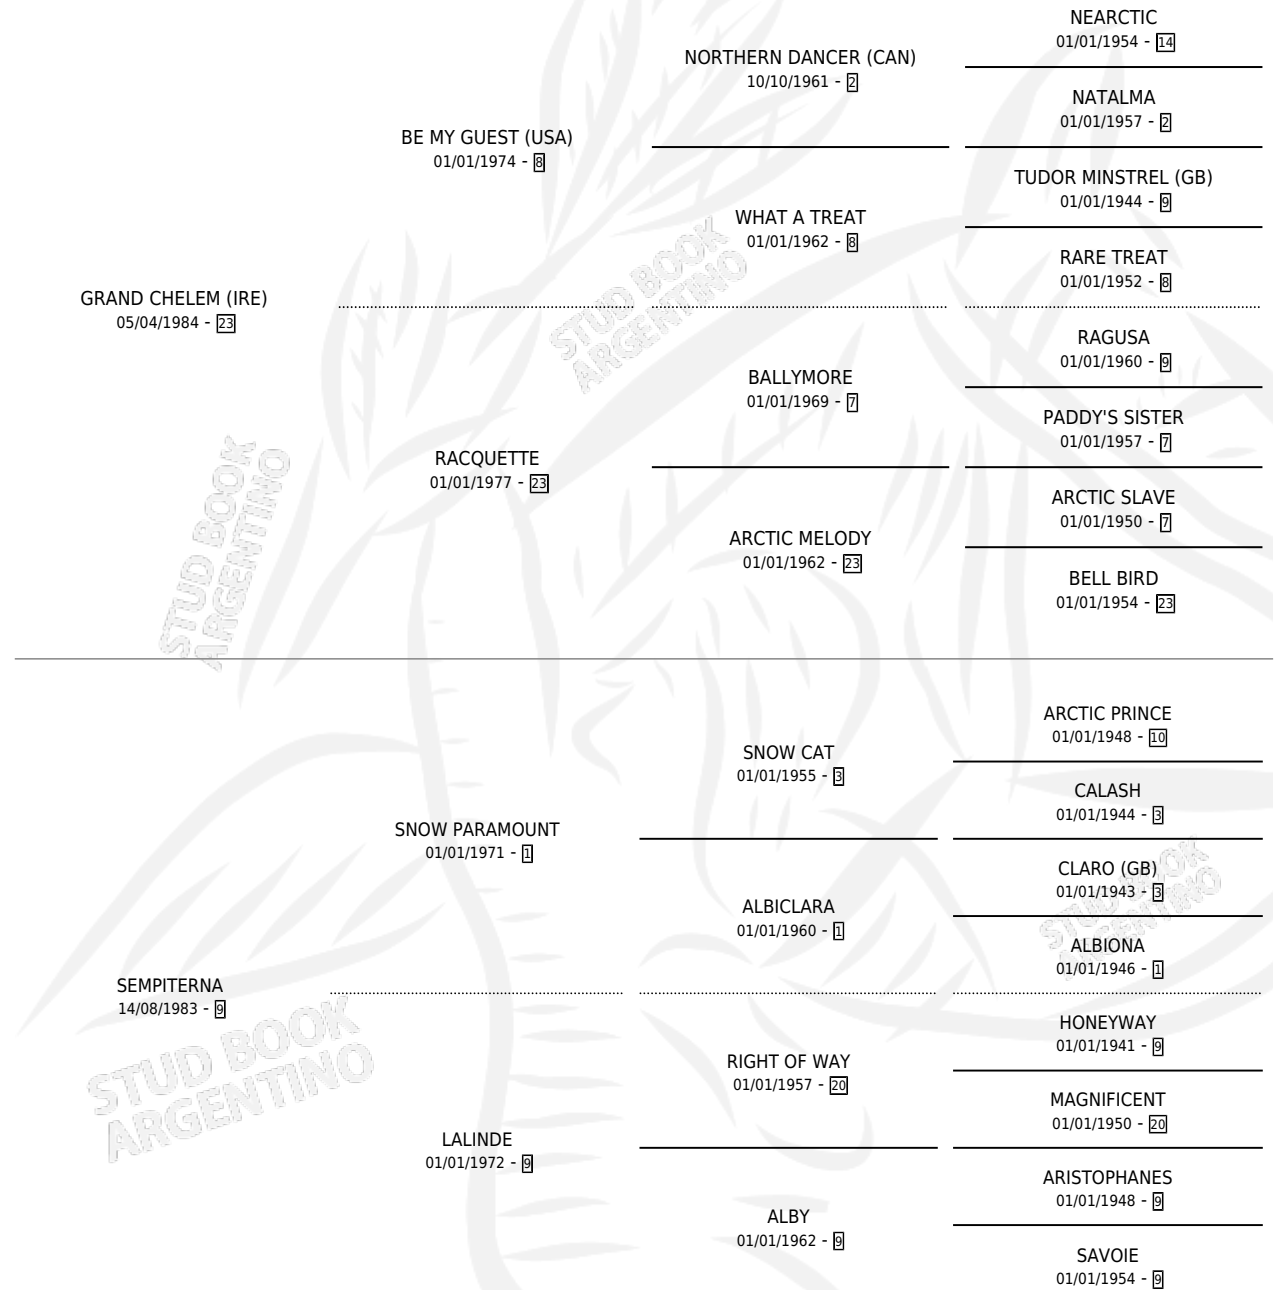 NEARCTIC
01/01/1954 - 14
NORTHERN DANCER (CAN)
10/10/1961 - 2
NATALMA
01/01/1957 - 2
BE MY GUEST (USA)
01/01/1974 - 8
TUDOR MINSTREL (GB)
01/01/1944 - 9
WHAT A TREAT
01/01/1962 - 8
RARE TREAT
01/01/1952 - 8
STUD BOOK
ARGENTINO
GRAND CHELEM (IRE)
05/04/1984 - 23
RAGUSA
01/01/1960 - 9
BALLYMORE
01/01/1969 - 7
PADDY'S SISTER
01/01/1957 - 7
RACQUETTE
01/01/1977 - 23
ARCTIC SLAVE
01/01/1950 - 7
ARCTIC MELODY
01/01/1962 - 23
BELL BIRD
01/01/1954 - 23
STUD BOOK
ARGENTINO
ARCTIC PRINCE
01/01/1948 - 10
SNOW CAT
01/01/1955 - 3
CALASH
01/01/1944 - 3
SNOW PARAMOUNT
01/01/1971 - 1
CLARO (GB)
01/01/1943 - 3
ALBICLARA
01/01/1960 - 1
ALBIONA
01/01/1946 - 1
STUD BOOK
ARGENTINO
SEMPITERNA
14/08/1983 - 9
HONEYWAY
01/01/1941 - 9
RIGHT OF WAY
01/01/1957 - 20
MAGNIFICENT
01/01/1950 - 20
STUD BOOK
ARGENTINO
LALINDE
01/01/1972 - 9
ARISTOPHANES
01/01/1948 - 9
ALBY
01/01/1962 - 9
SAVOIE
01/01/1954 - 9